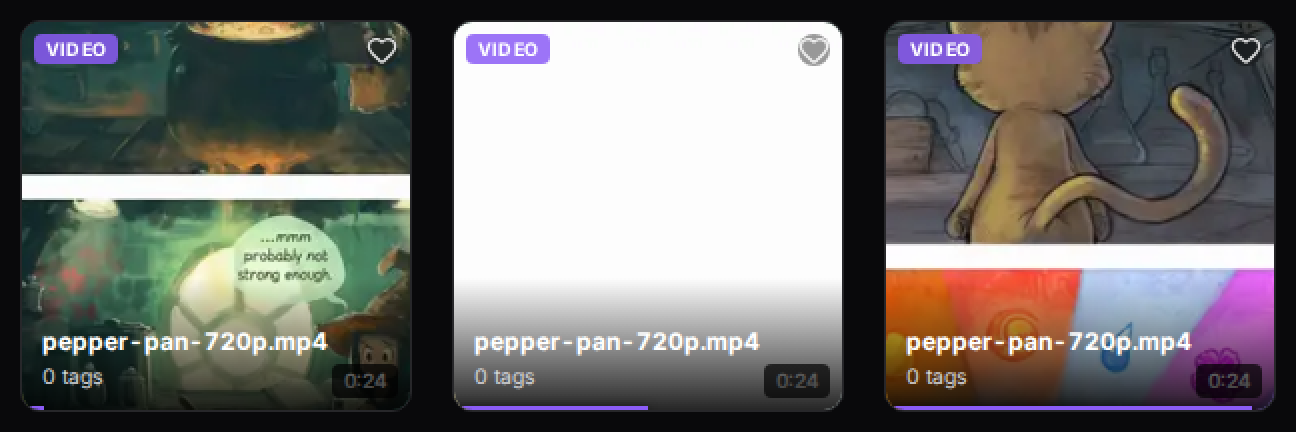 VIDEO
...mmm
probably not
strong enough.
pepper-pan-720p.mp4
0 tags
0:24
VIDEO
pepper-pan-720p.mp4
0 tags
0:24
VIDEO
pepper-pan-720p.mp4
0 tags
0:24